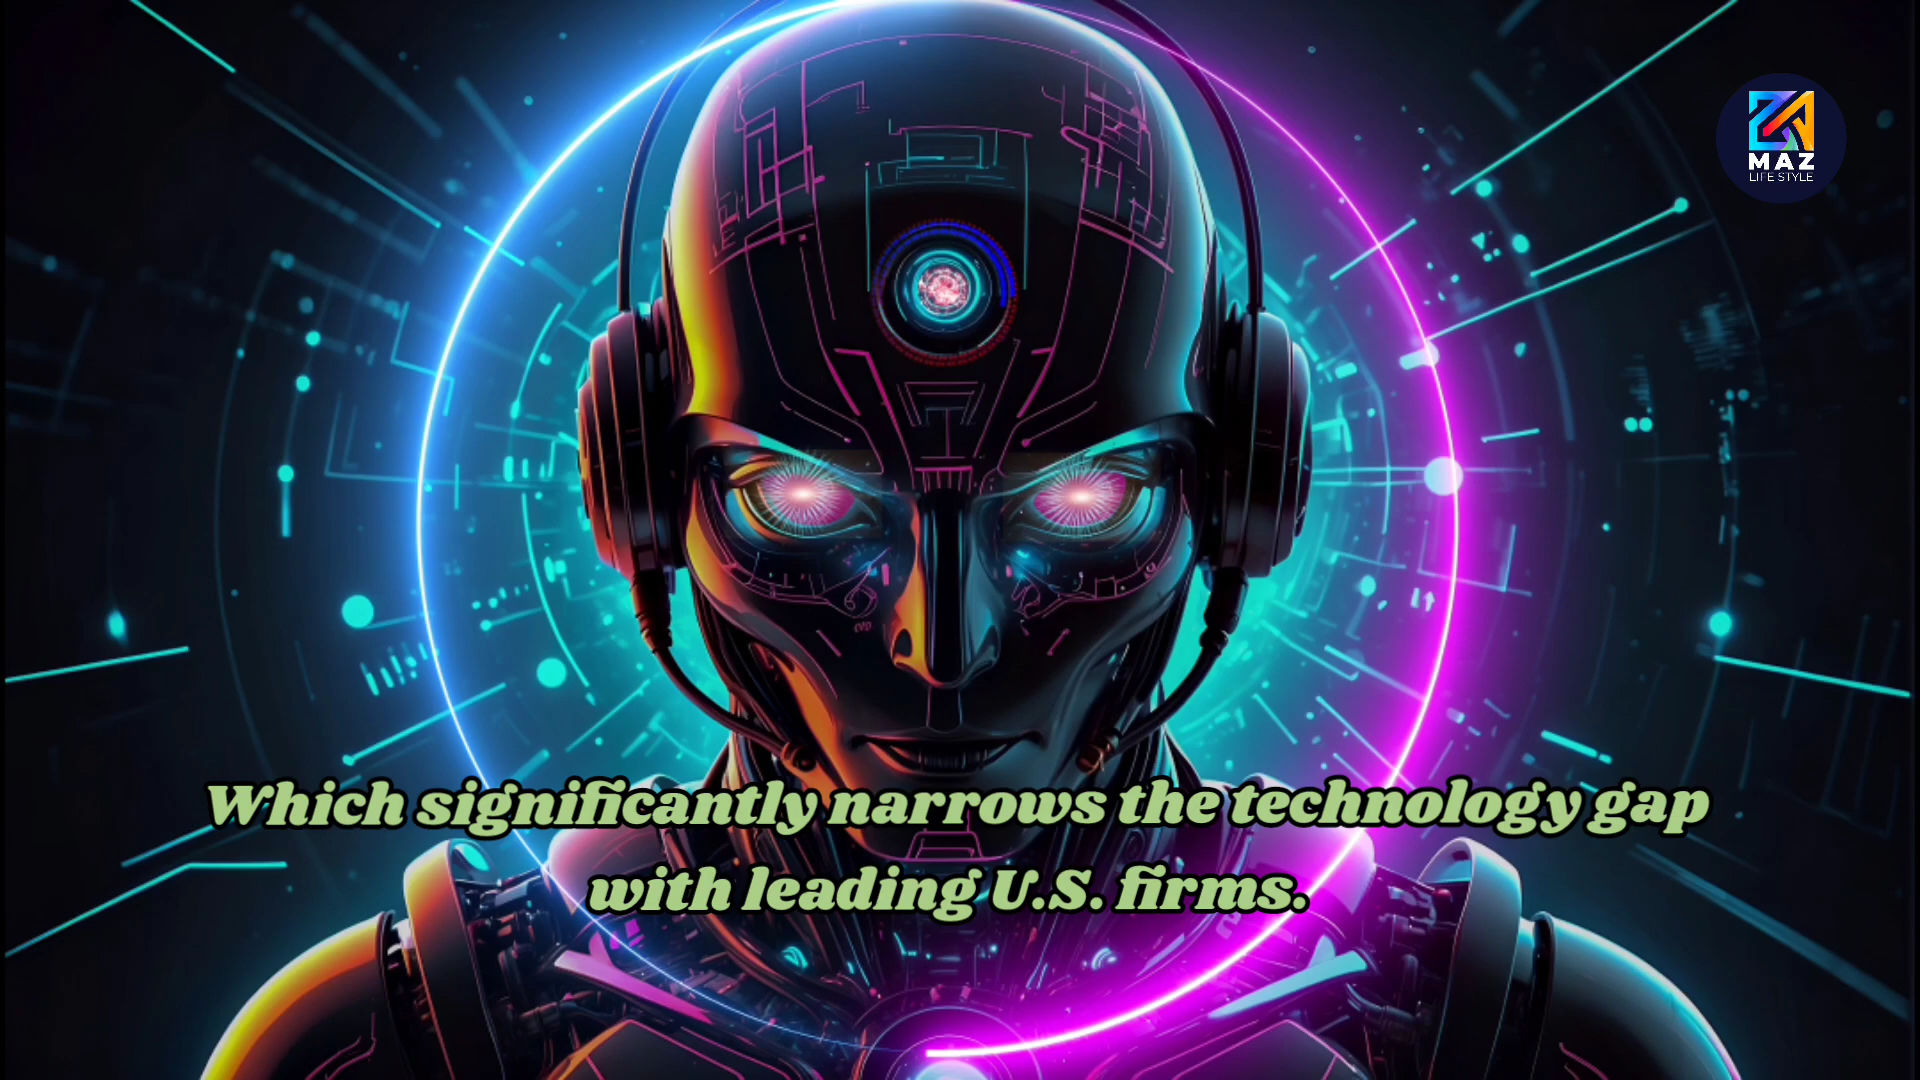 MAZ
LIFE STYLE
Which significantly narrows the technology gap
with leading U.S. firms.